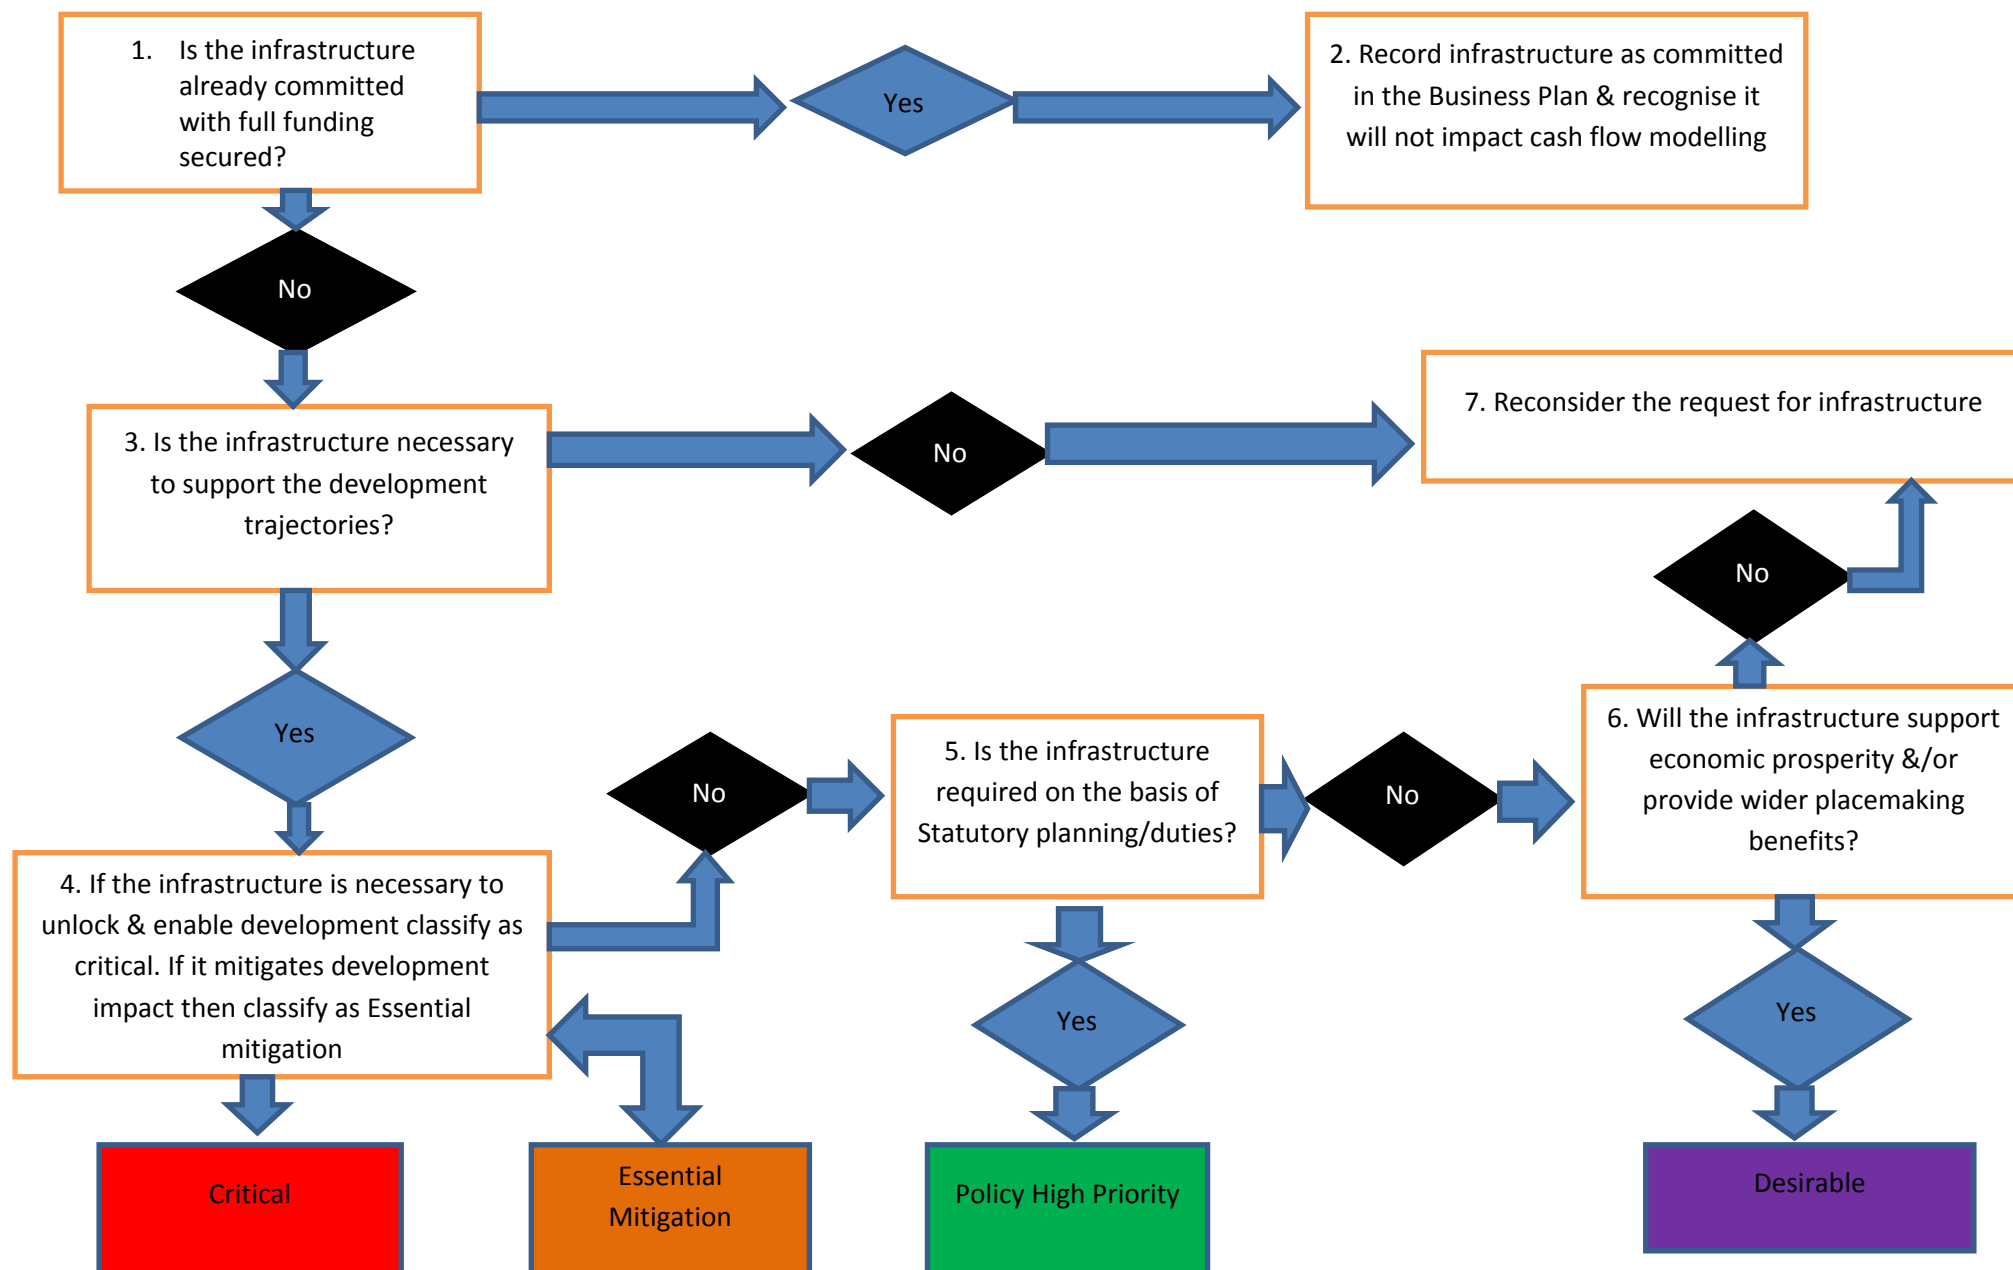 1. Is the infrastructure
already committed
with full funding
secured?
Yes
2. Record infrastructure as committed
in the Business Plan & recognise it
will not impact cash flow modelling
No
3. Is the infrastructure necessary
to support the development
trajectories?
No
7. Reconsider the request for infrastructure
No
Yes
No
5. Is the infrastructure
required on the basis of
Statutory planning/duties?
No
6. Will the infrastructure support
economic prosperity &/or
provide wider placemaking
benefits?
4. If the infrastructure is necessary to
unlock & enable development classify as
critical. If it mitigates development
impact then classify as Essential
mitigation
Yes
Yes
Critical
Essential
Mitigation
Policy High Priority
Desirable